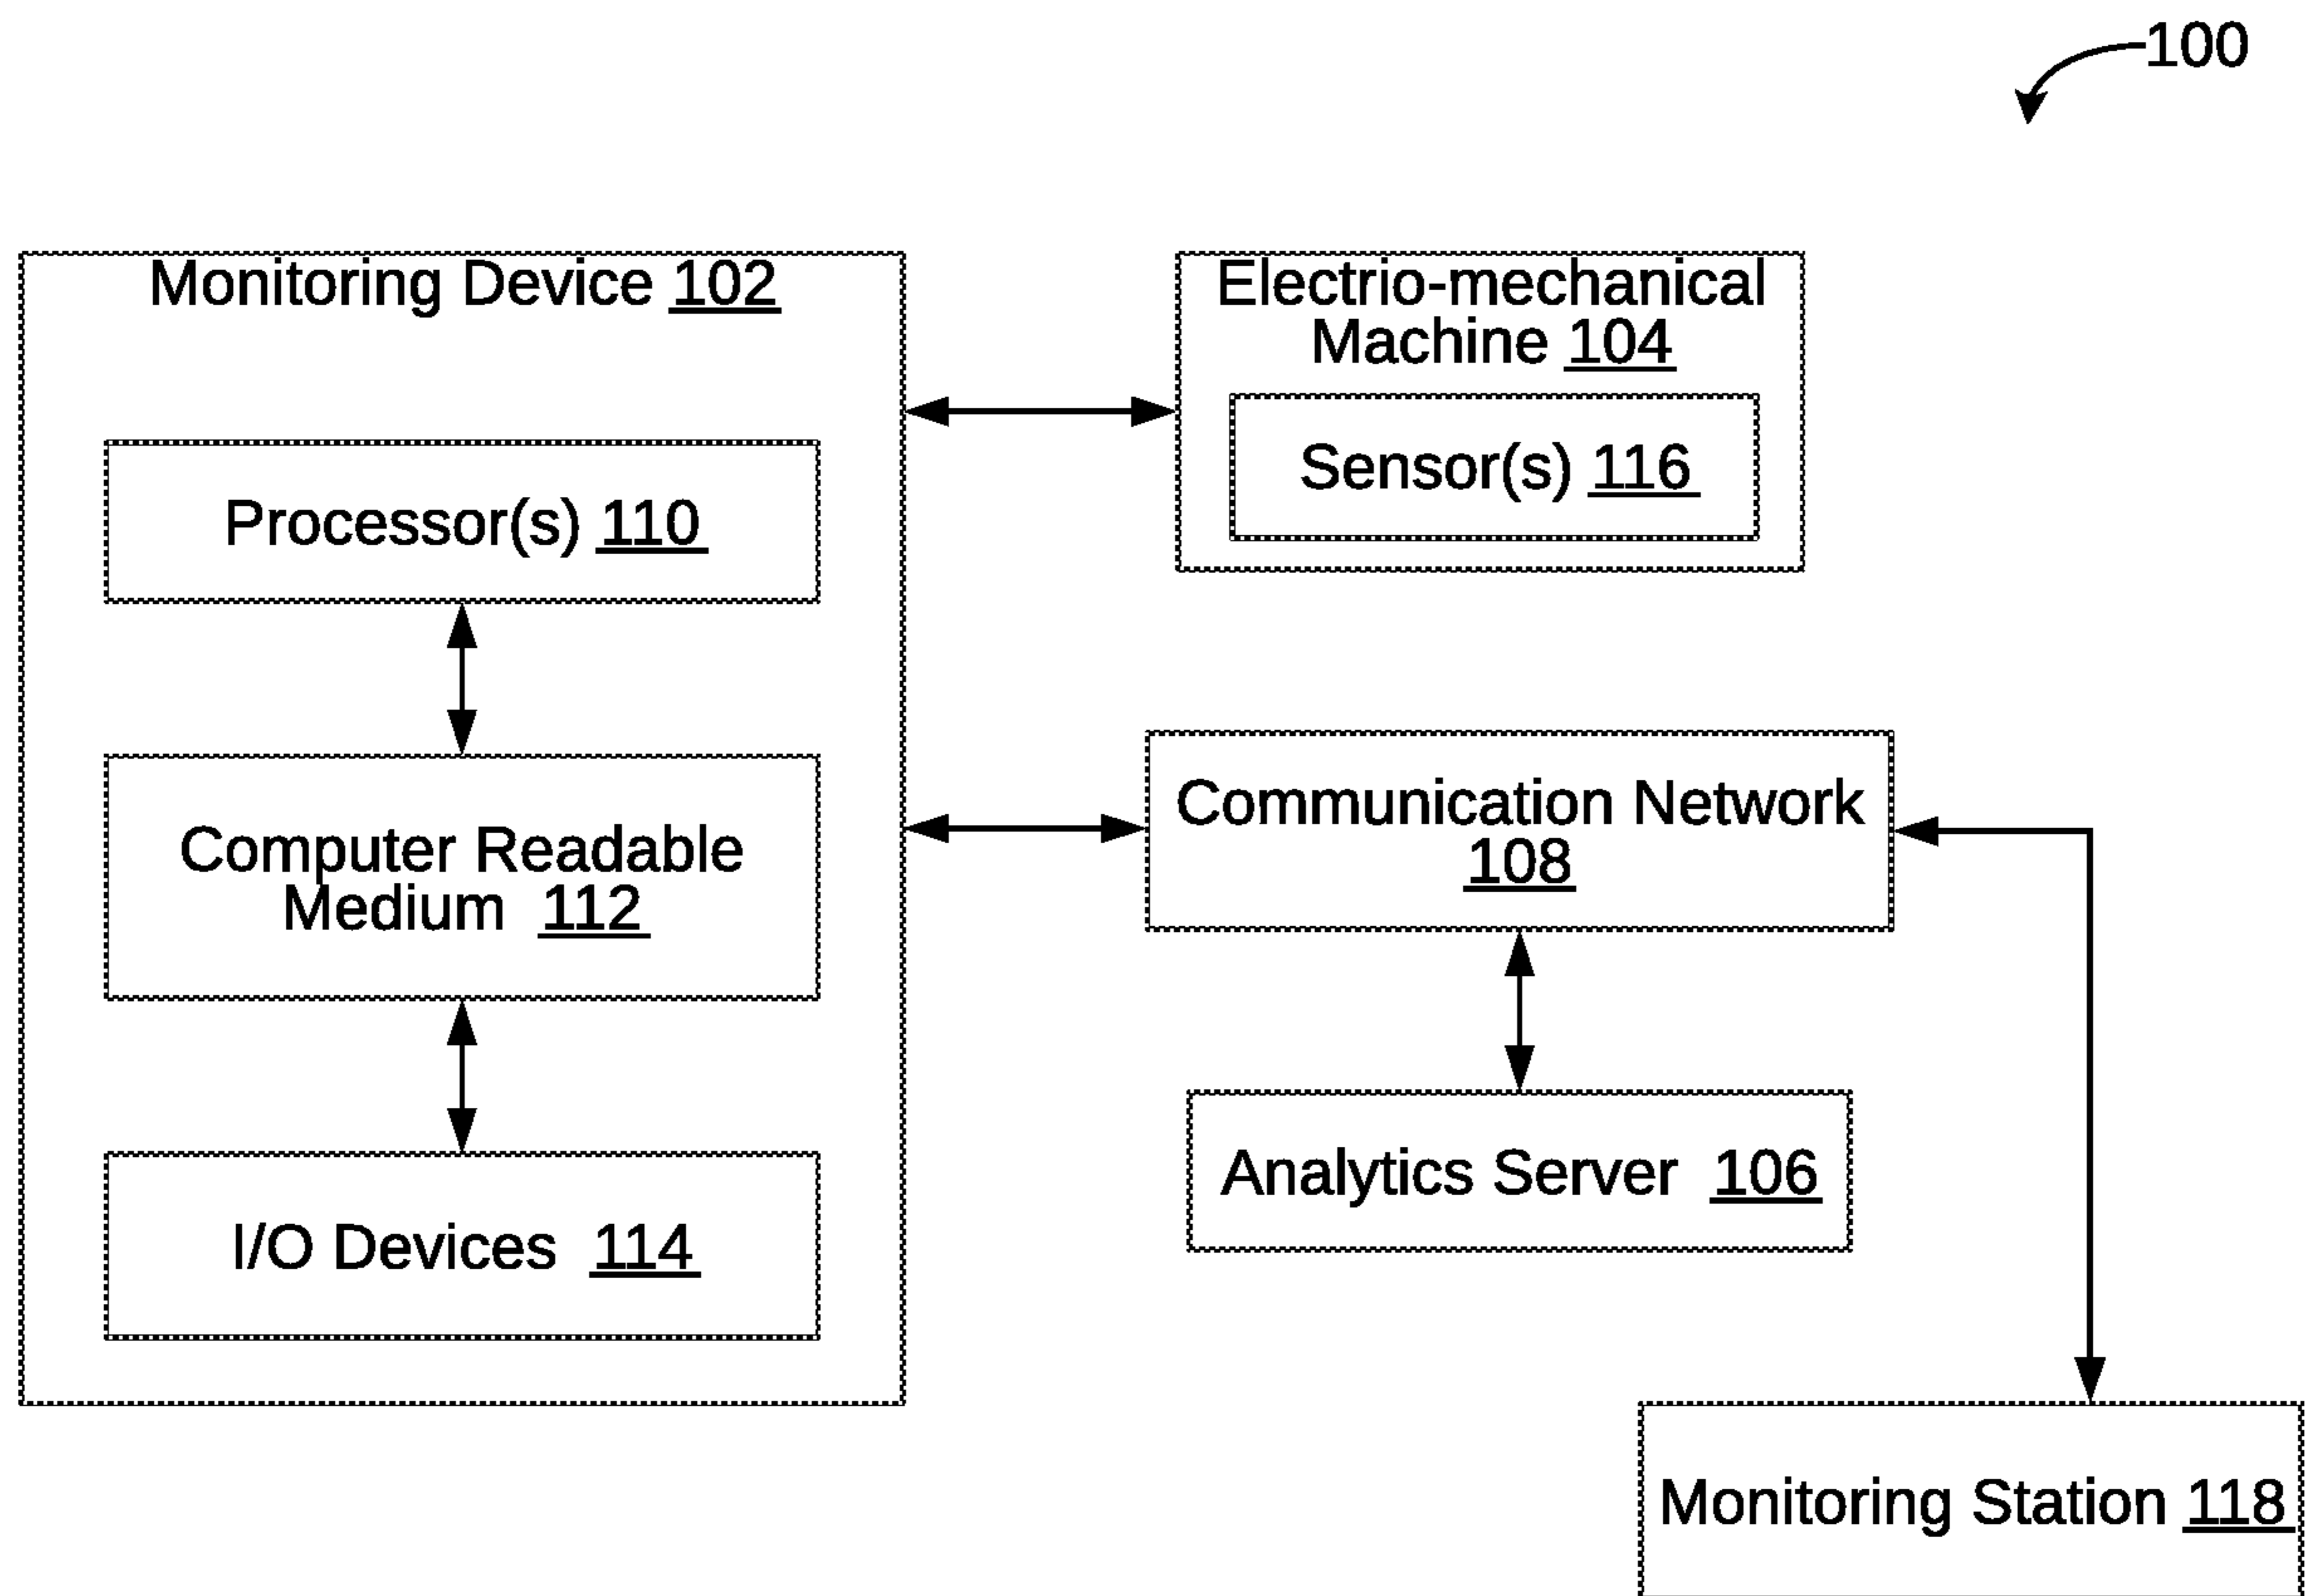 100
Monitoring Device 102
Processor(s) 110
Computer Readable
Medium 112
I/O Devices 114
Electrio-mechanical
Machine 104
Sensor(s) 116
Communication Network
108
Analytics Server 106
Monitoring Station 118